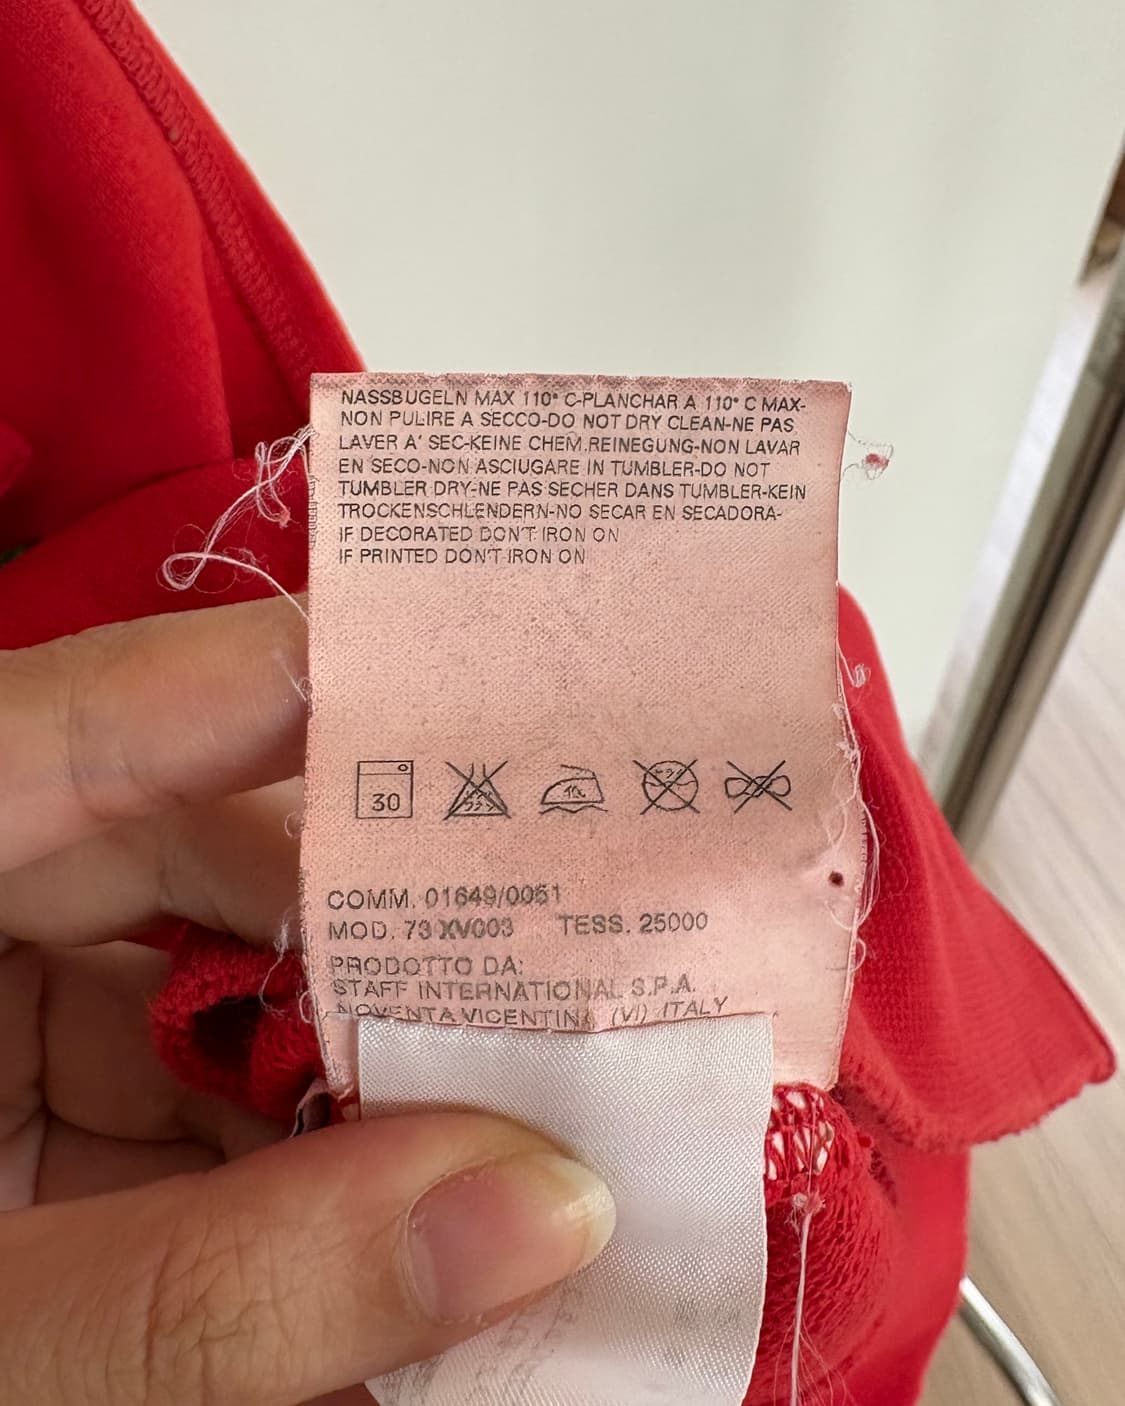 NASSBUGELN MAX 110° C-PLANCHAR A 110° C MAX-
NON PULIRE A SECCO-DO NOT DRY CLEAN-NE PAS
LAVER A' SEC-KEINE CHEM.REINEGUNG-NON LAVAR
EN SECO-NON ASCIUGARE IN TUMBLER-DO NOT
TUMBLER DRY-NE PAS SECHER DANS TUMBLER-KEIN
TROCKENSCHLENDERN-NO SECAR EN SECADORA-
IF DECORATED DON'T IRON ON
IF PRINTED DON'T IRON ON
30
COMM. 01649/0051
MOD. 73 XV003 TESS. 25000
PRODOTTO DA:
STAFF INTERNATIONAL S.P.A.
NOVENTA VICENTINA (VI) ITALY